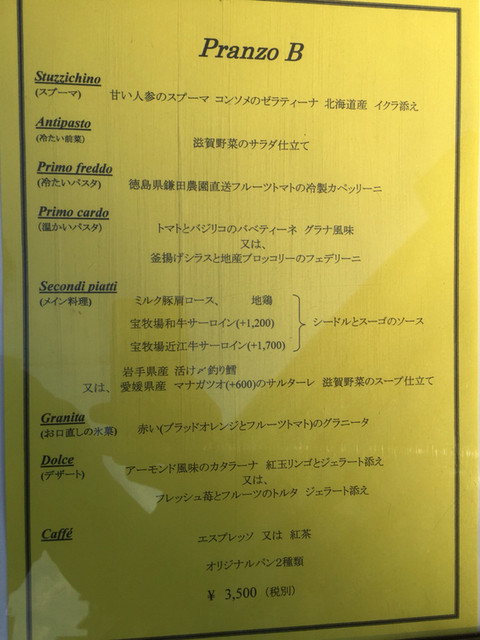 Pranzo B
Stuzzichino
(スプーマ) 甘い人参のスプーマ コンソメのゼラティーナ 北海道産 イクラ添え
Antipasto
(冷たい前菜) 滋賀野菜のサラダ仕立て
Primo freddo
(冷たいパスタ) 徳島県鎌田農園直送フルーツトマトの冷製カペッリーニ
Primo cardo
(温かいパスタ) トマトとバジリコのバベティーネ グラナ風味
又は、
釜揚げシラスと地産ブロッコリーのフェデリーニ
Secondi piatti
(メイン料理) ミルク豚肩ロース、 地鶏
宝牧場和牛サーロイン(+1,200) シードルとスーゴのソース
宝牧場近江牛サーロイン(+1,700)
岩手県産 活け〆釣り鱈
又は、 愛媛県産 マナガツオ(+600)のサルターレ 滋賀野菜のスープ仕立て
Granita
(お口直しの氷菓) 赤い(ブラッドオレンジとフルーツトマト)のグラニータ
Dolce
(デザート) アーモンド風味のカタラーナ 紅玉リンゴとジェラート添え
又は、
フレッシュ苺とフルーツのトルタ ジェラート添え
Caffé
エスプレッソ 又は 紅茶
オリジナルパン2種類
¥ 3,500 (税別)